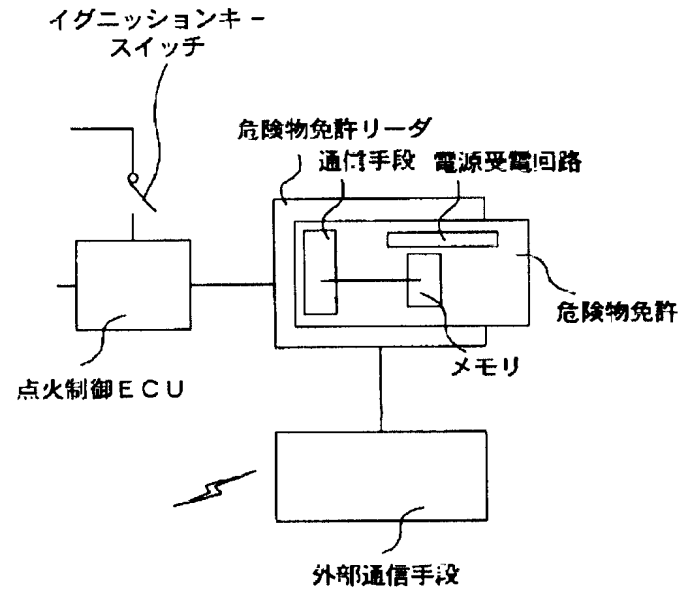 イグニッションキー
スイッチ
危険物免許リーダ
通信手段
電源受電回路
危険物免許
メモリ
点火制御ECU
外部通信手段